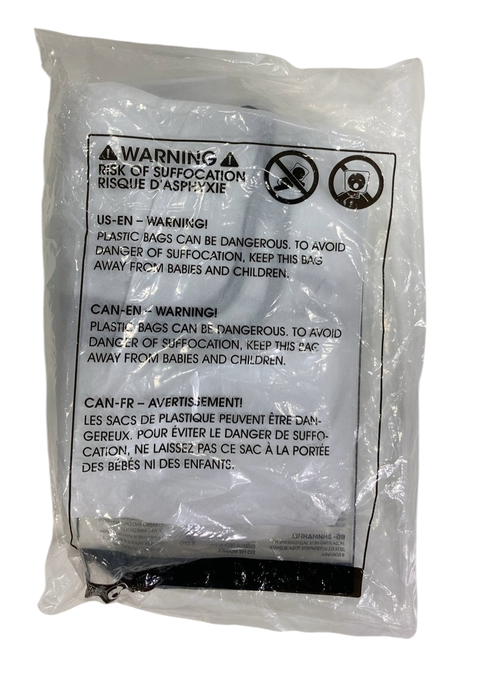 WARNING
RISK OF SUFFOCATION
RISQUE D'ASPHYXIE
US-EN – WARNING!
PLASTIC BAGS CAN BE DANGEROUS. TO AVOID
DANGER OF SUFFOCATION, KEEP THIS BAG
AWAY FROM BABIES AND CHILDREN.
CAN-EN – WARNING!
PLASTIC BAGS CAN BE DANGEROUS. TO AVOID
DANGER OF SUFFOCATION, KEEP THIS BAG
AWAY FROM BABIES AND CHILDREN.
CAN-FR – AVERTISSEMENT!
LES SACS DE PLASTIQUE PEUVENT ÊTRE DAN-
GEREUX. POUR ÉVITER LE DANGER DE SUFFO-
CATION, NE LAISSEZ PAS CE SAC À LA PORTÉE
DES BÉBÉS NI DES ENFANTS.